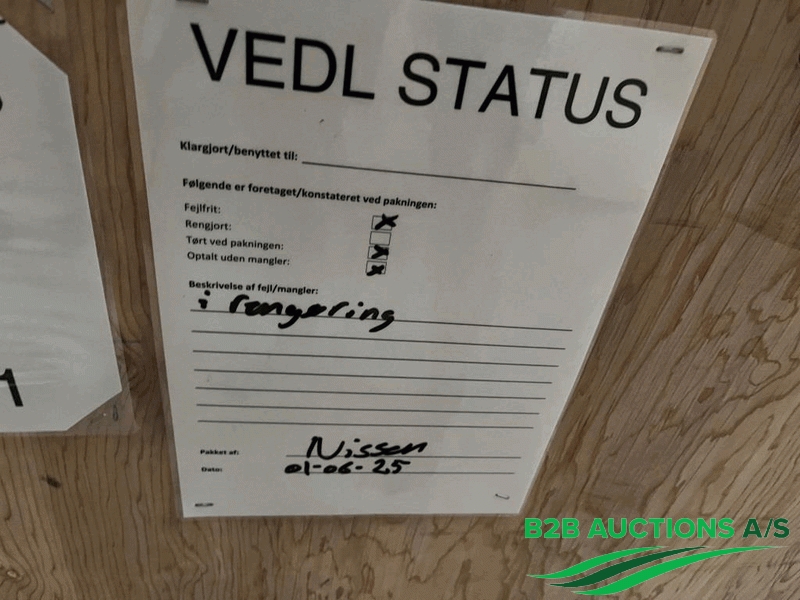 VEDL STATUS
Klargjort/benyttet til:
Følgende er foretaget/konstateret ved pakningen:
Fejlfrit:
Rengjort:
Tørt ved pakningen:
Optalt uden mangler:
Beskrivelse af fejl/mangler:
i rengøring
Pakket af: Nissen
Dato: 01-06-25
1
B2B AUCTIONS A/S